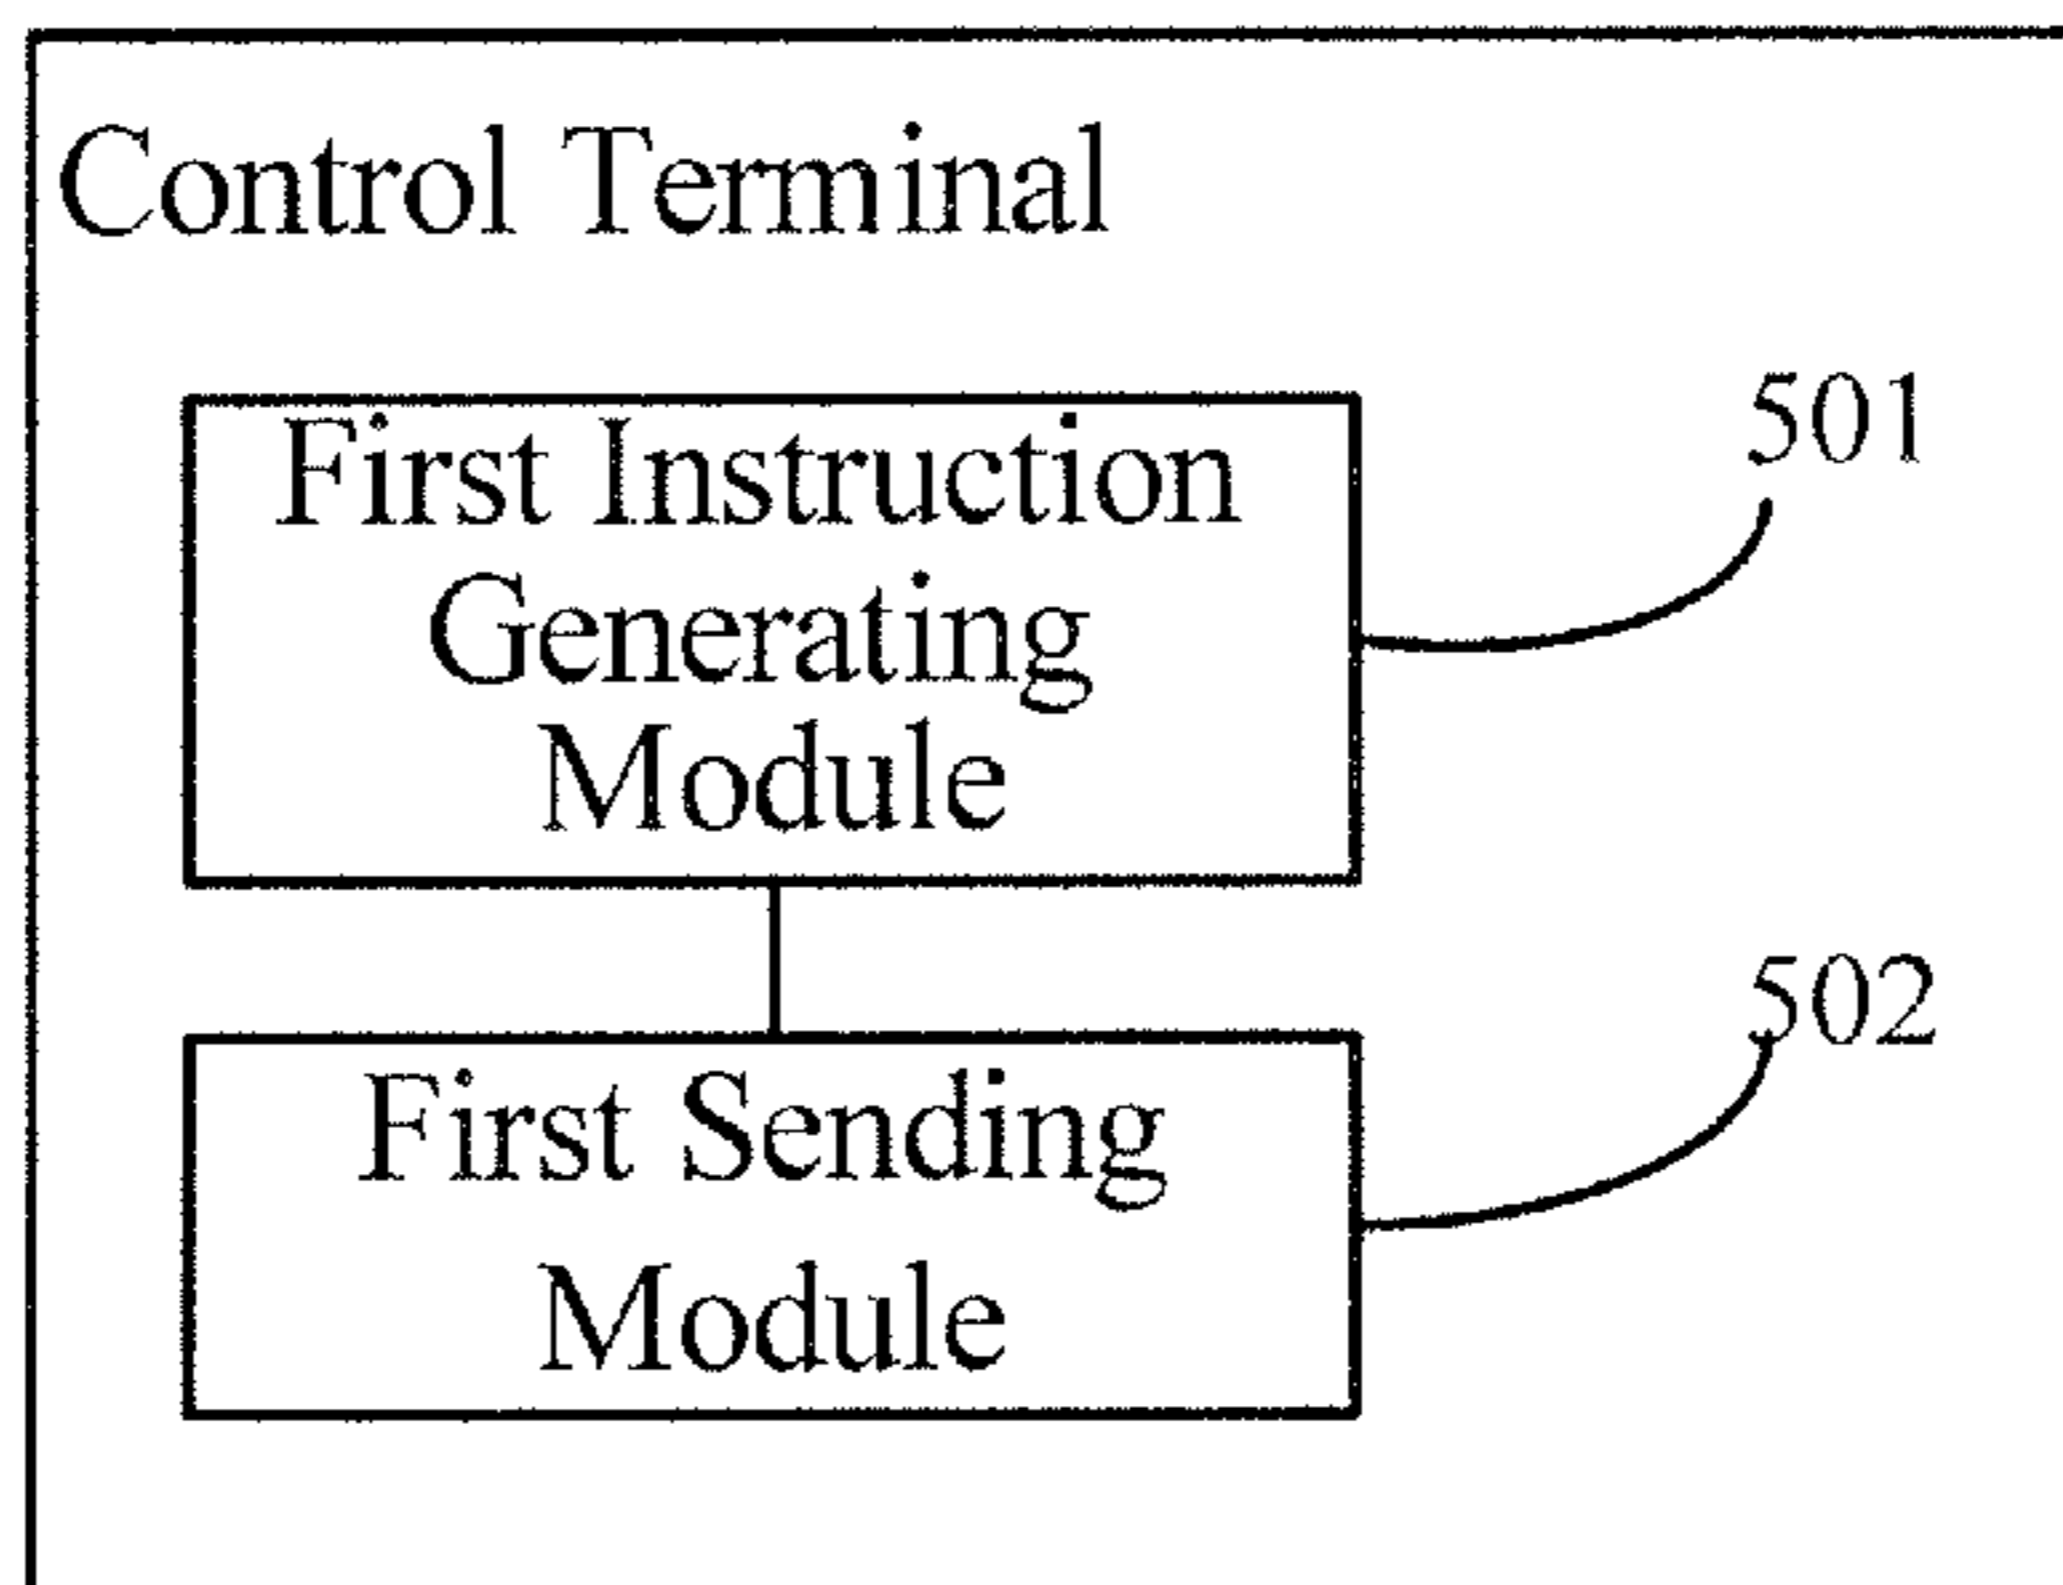 Control Terminal
501
First Instruction
Generating
Module
502
First Sending
Module